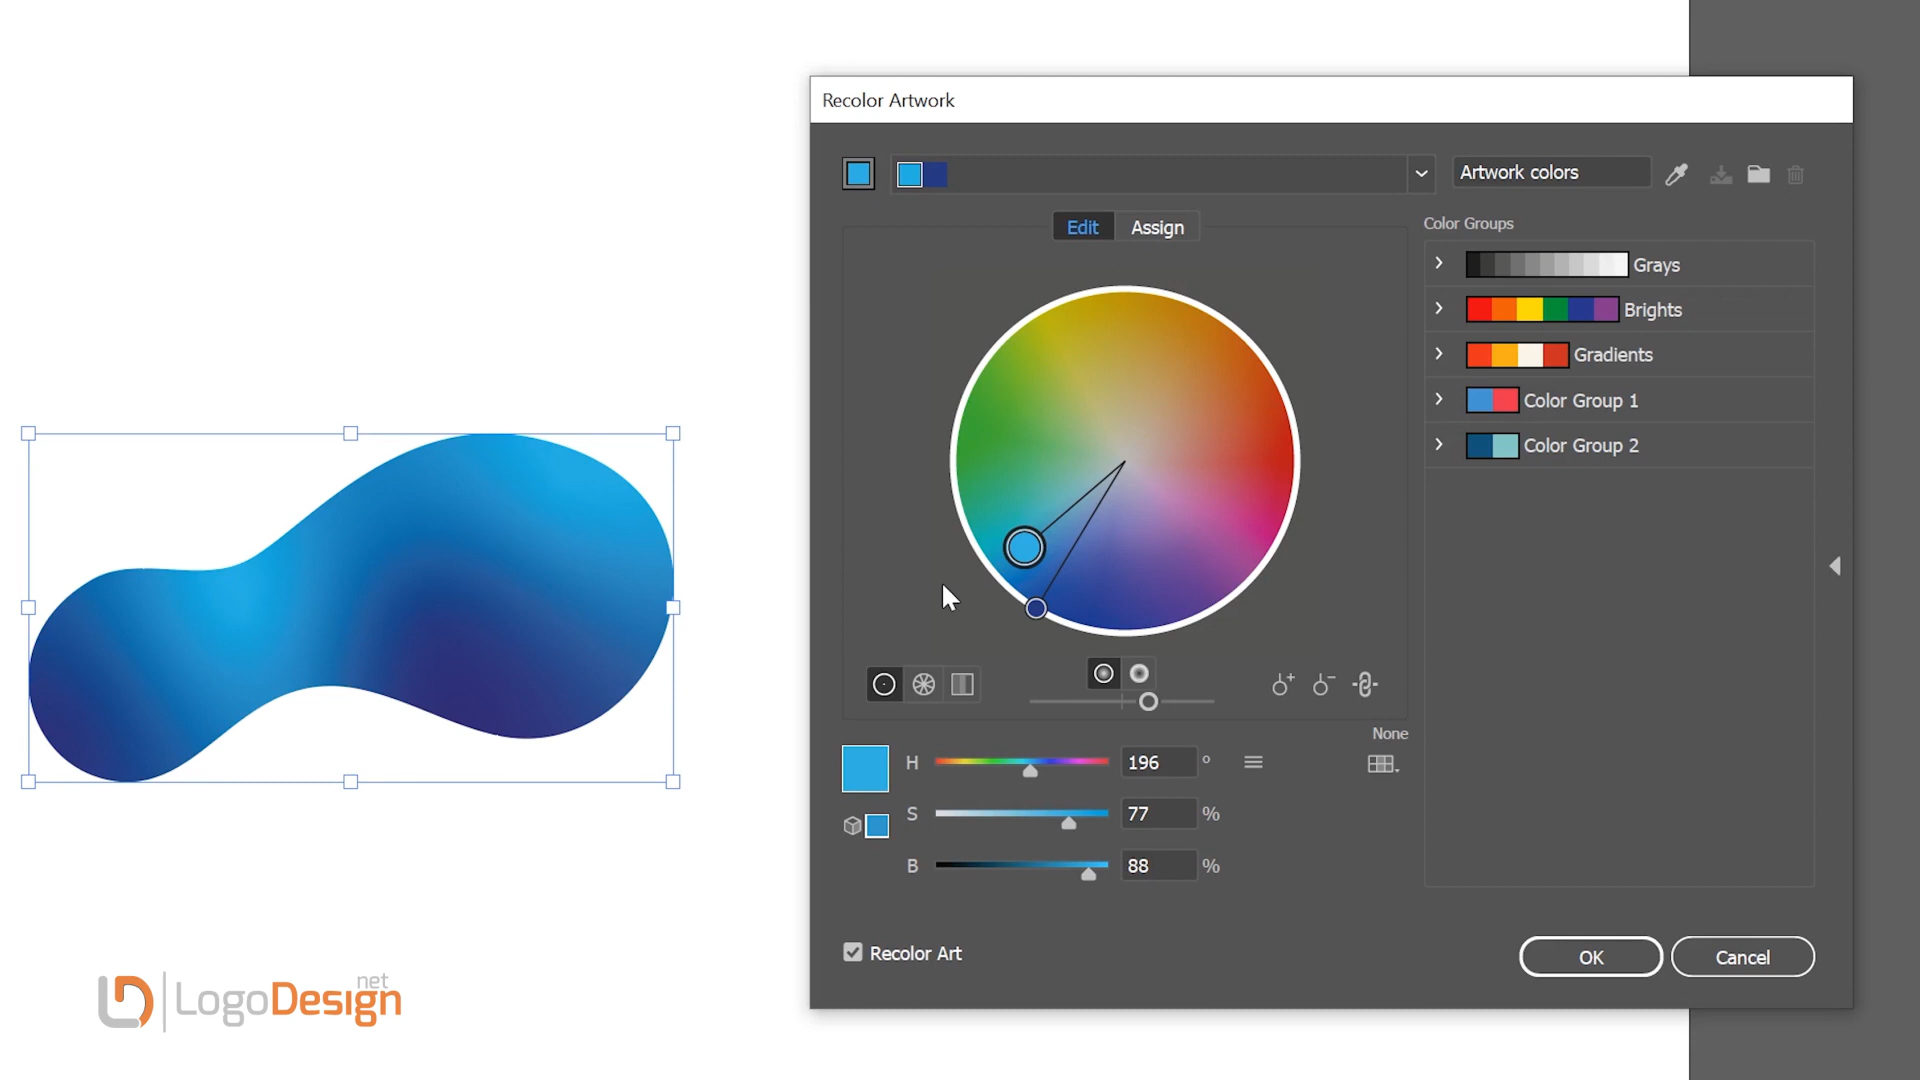 Recolor Artwork
Artwork colors
Edit
Assign
Color Groups
Grays
Brights
Gradients
Color Group 1
Color Group 2
None
H 196 °
S 77 %
B 88 %
Recolor Art
OK
Cancel
LogoDesign
net